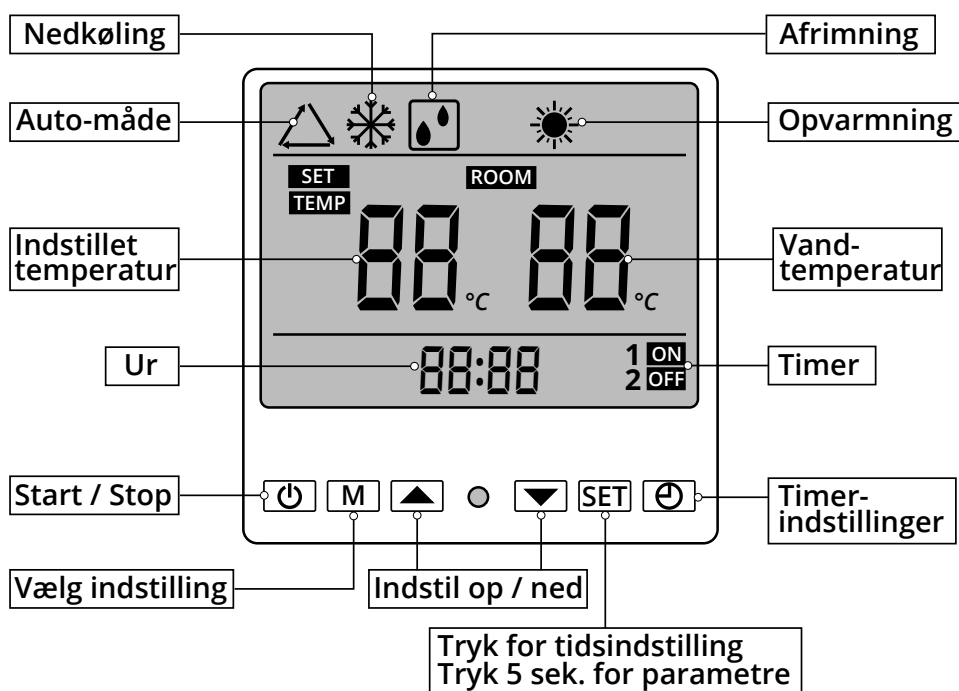 Nedkøling
Afrimning
Auto-måde
Opvarmning
SET
TEMP
ROOM
Indstillet
temperatur
88 °C
88 °C
Vand-
temperatur
Ur
88:88
1 ON
2 OFF
Timer
Start / Stop
M
SET
Timer-
indstillinger
Vælg indstilling
Indstil op / ned
Tryk for tidsindstilling
Tryk 5 sek. for parametre